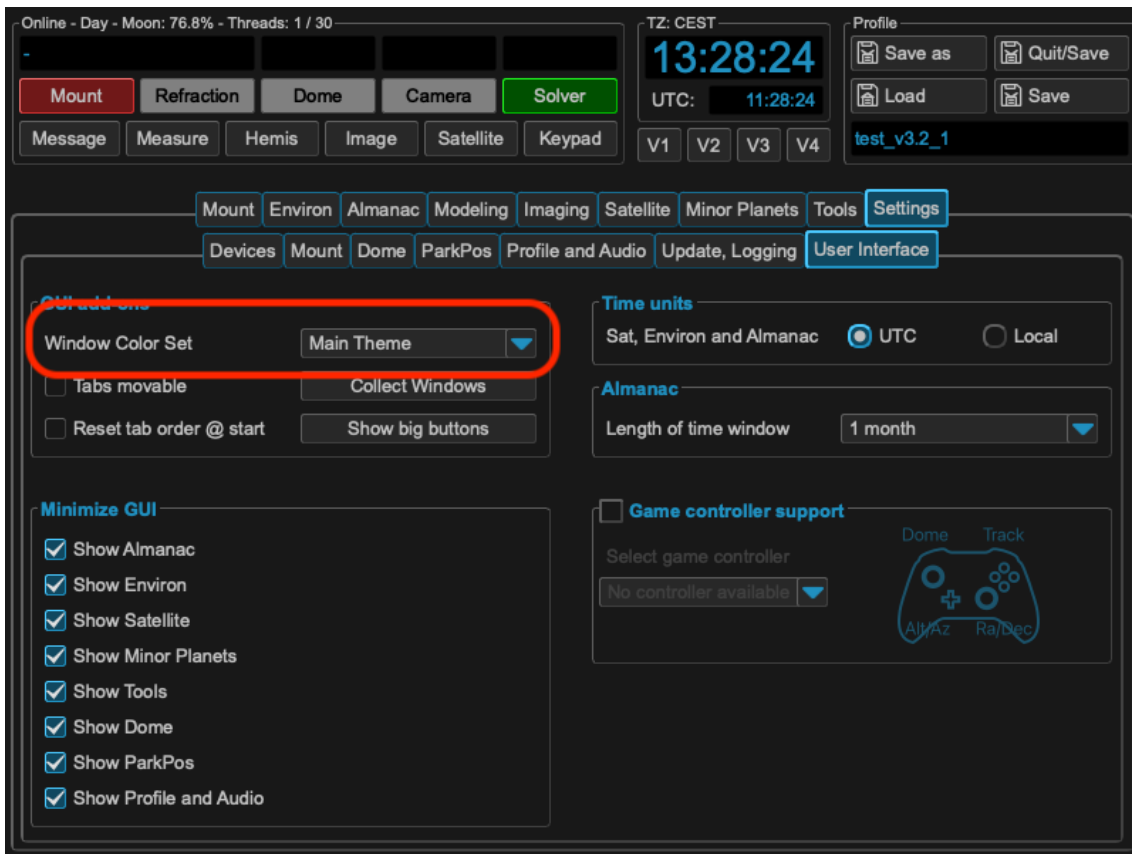 Online - Day - Moon: 76.8% - Threads: 1 / 30
TZ: CEST
Profile
-
13:28:24
Save as
Quit/Save
Mount
Refraction
Dome
Camera
Solver
UTC:
11:28:24
Load
Save
Message
Measure
Hemis
Image
Satellite
Keypad
V1
V2
V3
V4
test_v3.2_1
Mount
Environ
Almanac
Modeling
Imaging
Satellite
Minor Planets
Tools
Settings
Devices
Mount
Dome
ParkPos
Profile and Audio
Update, Logging
User Interface
GUI add-ons
Window Color Set
Main Theme
Tabs movable
Collect Windows
Reset tab order @ start
Show big buttons
Time units
Sat, Environ and Almanac
UTC
Local
Almanac
Length of time window
1 month
Minimize GUI
Show Almanac
Show Environ
Show Satellite
Show Minor Planets
Show Tools
Show Dome
Show ParkPos
Show Profile and Audio
Game controller support
Select game controller
No controller available
Dome
Track
Alt/Az
Ra/Dec